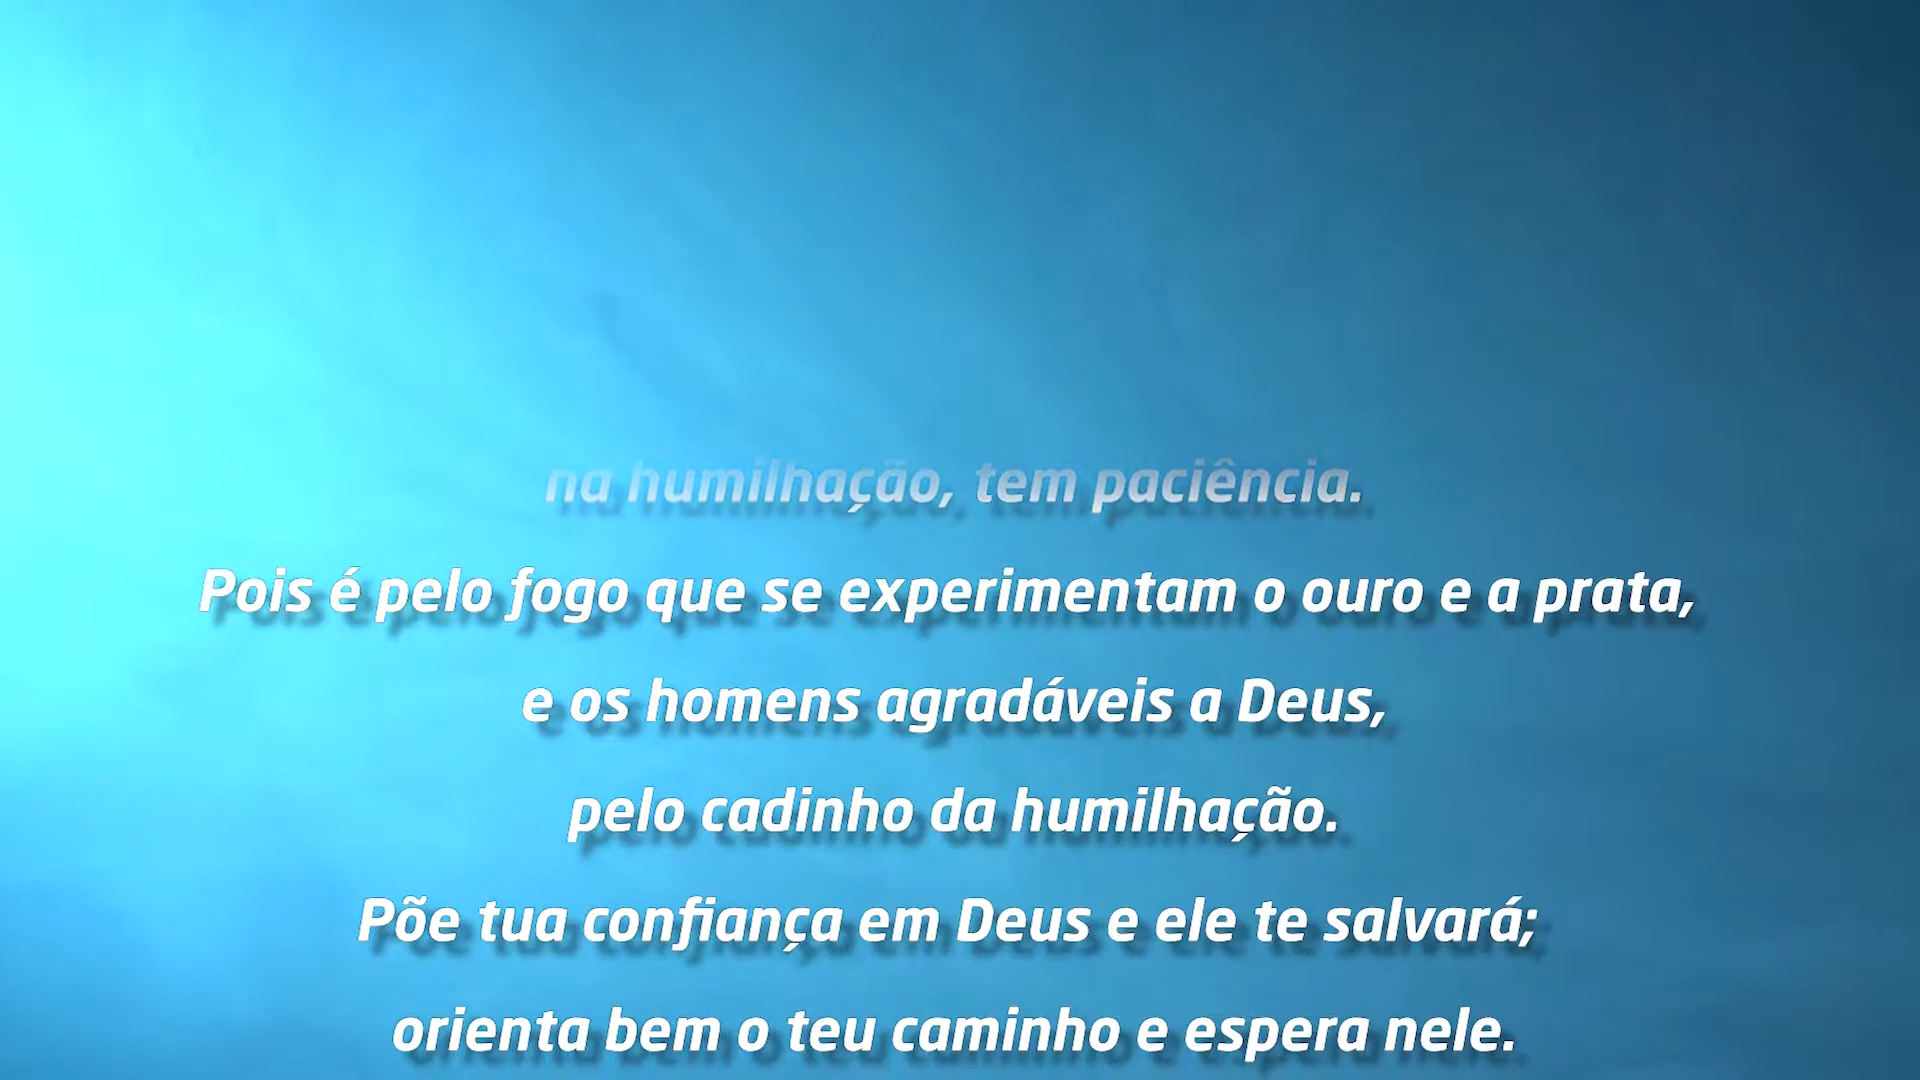 na humilhação, tem paciência.
Pois é pelo fogo que se experimentam o ouro e a prata,
e os homens agradáveis a Deus,
pelo cadinho da humilhação.
Põe tua confiança em Deus e ele te salvará;
orienta bem o teu caminho e espera nele.